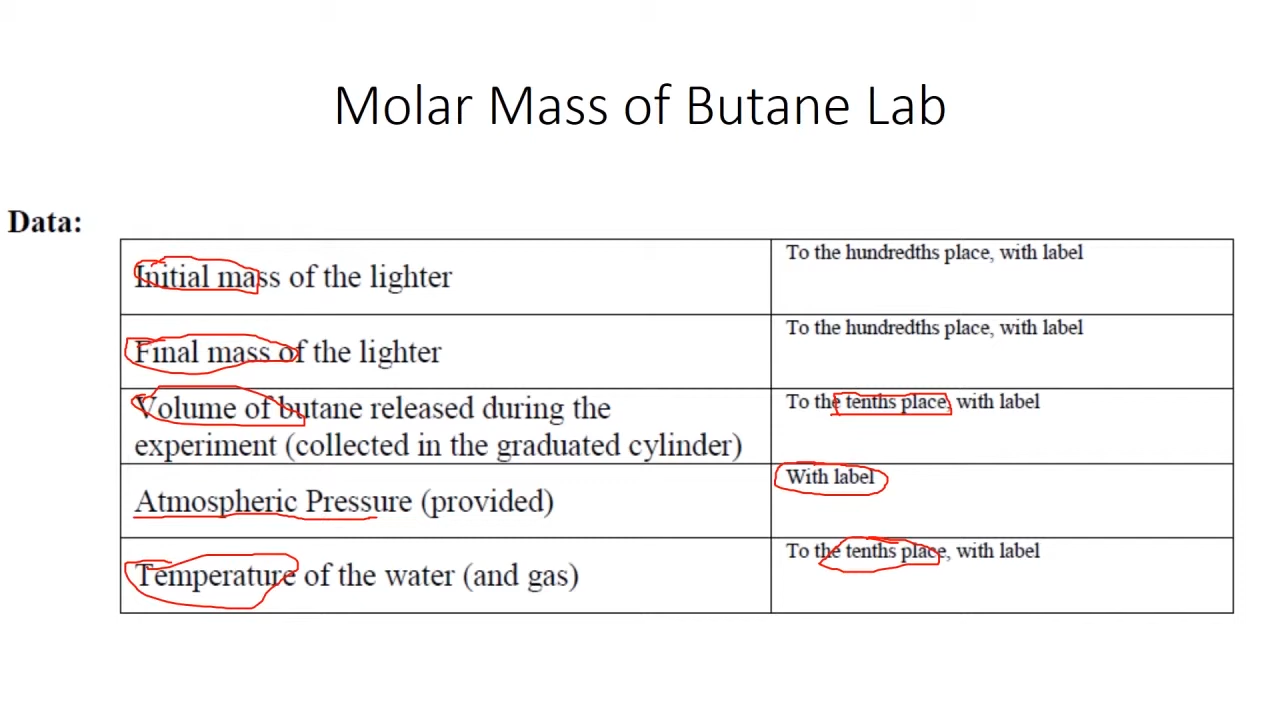 Molar Mass of Butane Lab
Data:
Initial mass of the lighter
To the hundredths place, with label
Final mass of the lighter
To the hundredths place, with label
Volume of butane released during the
experiment (collected in the graduated cylinder)
To the tenths place, with label
Atmospheric Pressure (provided)
With label
Temperature of the water (and gas)
To the tenths place, with label